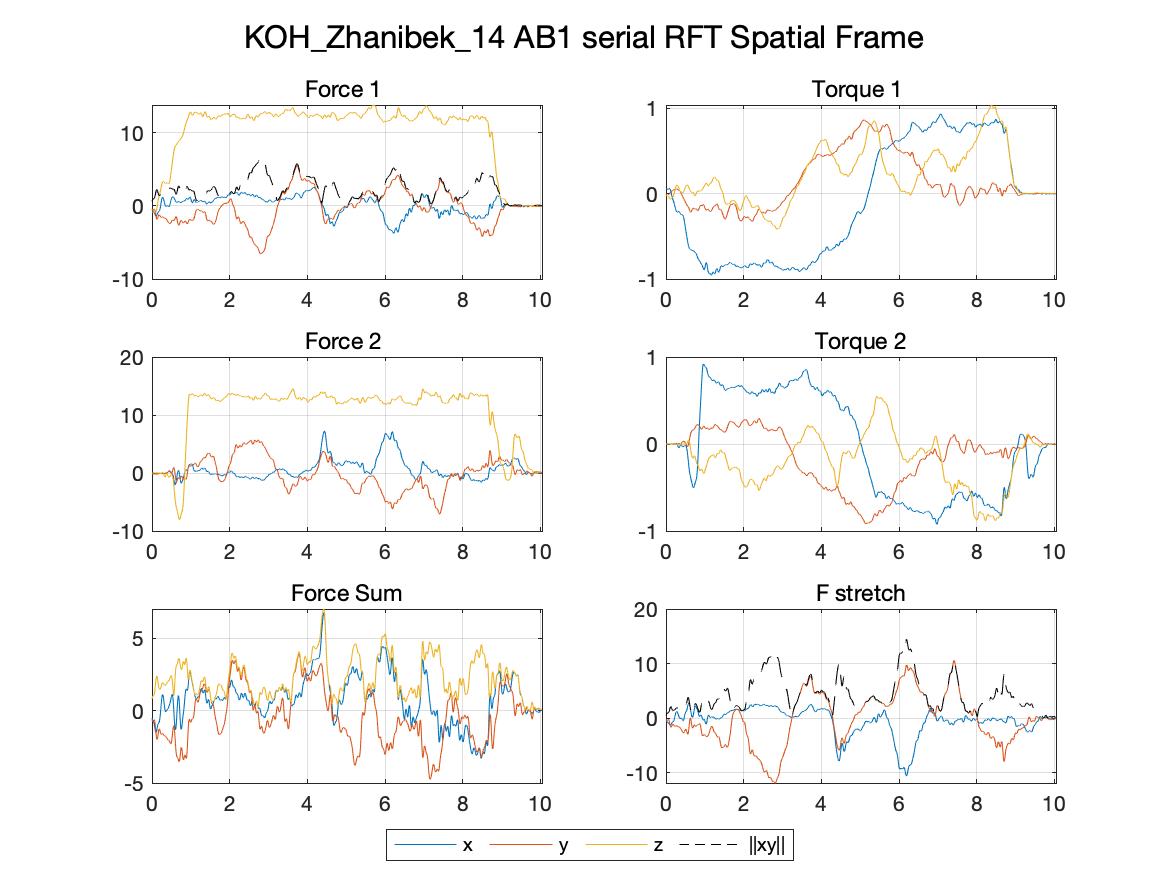 KOH_Zhanibek_14 AB1 serial RFT Spatial Frame
Force 1
10
0
-10
0 2 4 6 8 10
Torque 1
1
0
-1
0 2 4 6 8 10
Force 2
20
10
0
-10
0 2 4 6 8 10
Torque 2
1
0
-1
0 2 4 6 8 10
Force Sum
5
0
-5
0 2 4 6 8 10
F stretch
20
10
0
-10
0 2 4 6 8 10
x y z ||xy||